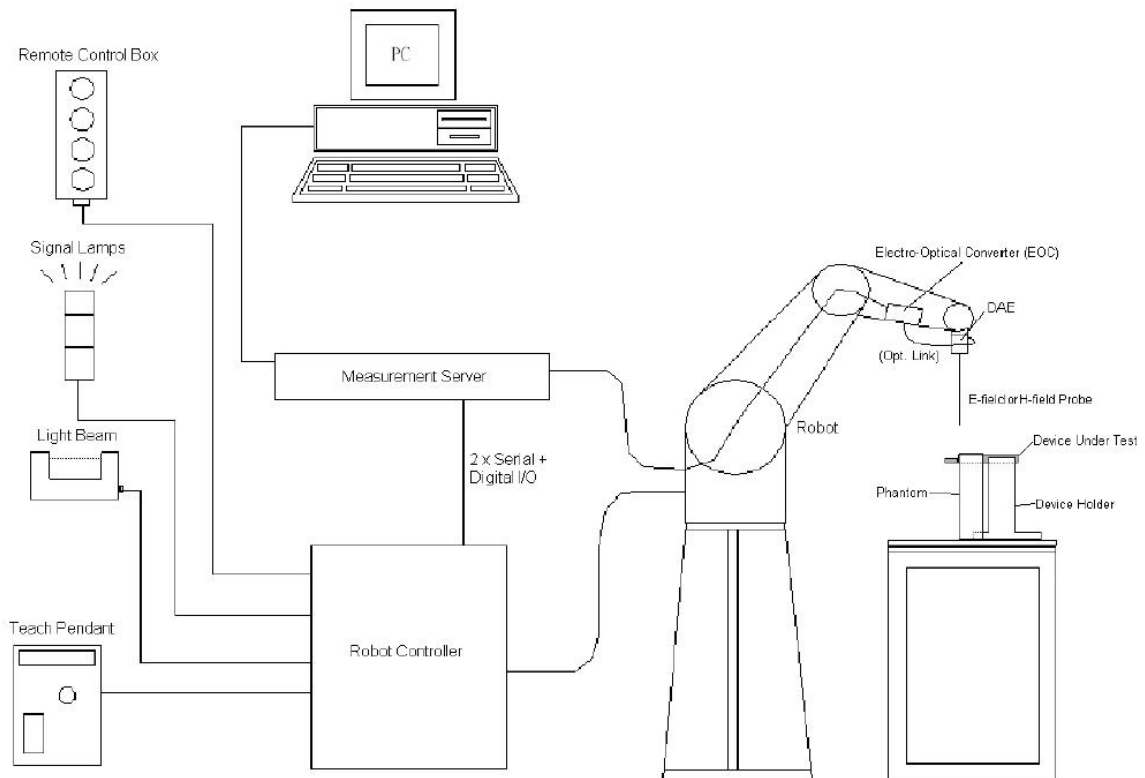 Remote Control Box
PC
Signal Lamps
Electro-Optical Converter (EOC)
DAE
(Opt. Link)
Measurement Server
E-field or H-field Probe
Robot
Light Beam
Device Under Test
2 x Serial +
Digital I/O
Phantom
Device Holder
Teach Pendant
Robot Controller